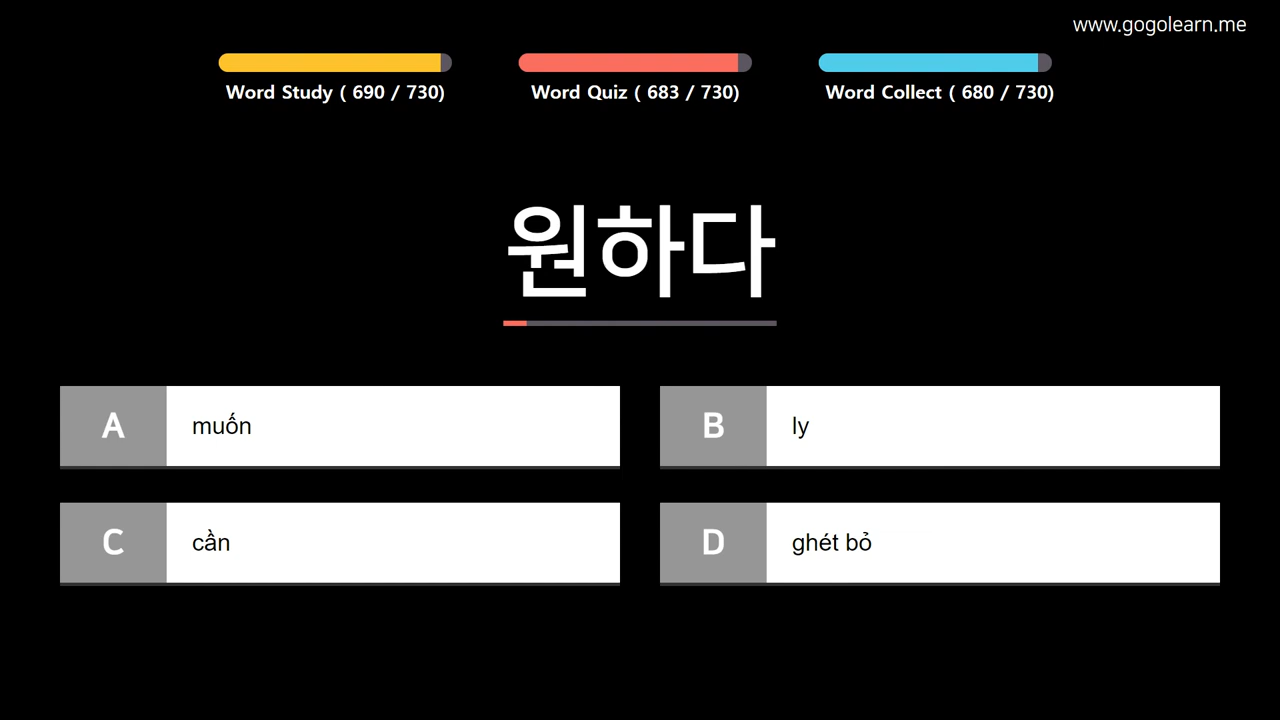 www.gogolearn.me
Word Study ( 690 / 730)
Word Quiz ( 683 / 730)
Word Collect ( 680 / 730)
원하다
A muốn
B ly
C cần
D ghét bỏ